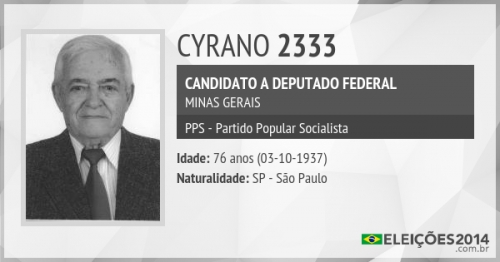 CYRANO 2333
CANDIDATO A DEPUTADO FEDERAL
MINAS GERAIS
PPS - Partido Popular Socialista
Idade: 76 anos (03-10-1937)
Naturalidade: SP - São Paulo
ELEIÇÕES2014
.com.br